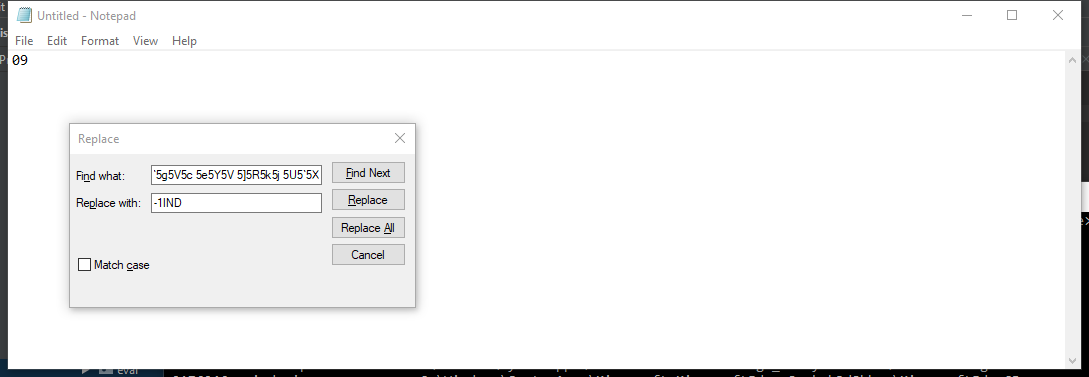 Untitled - Notepad
File Edit Format View Help
09
Replace
Find what: `5g5V5c 5e5Y5V 5]5R5k5j 5U5`5X Find Next
Replace with: -1IND Replace
Replace All
Cancel
Match case
eval